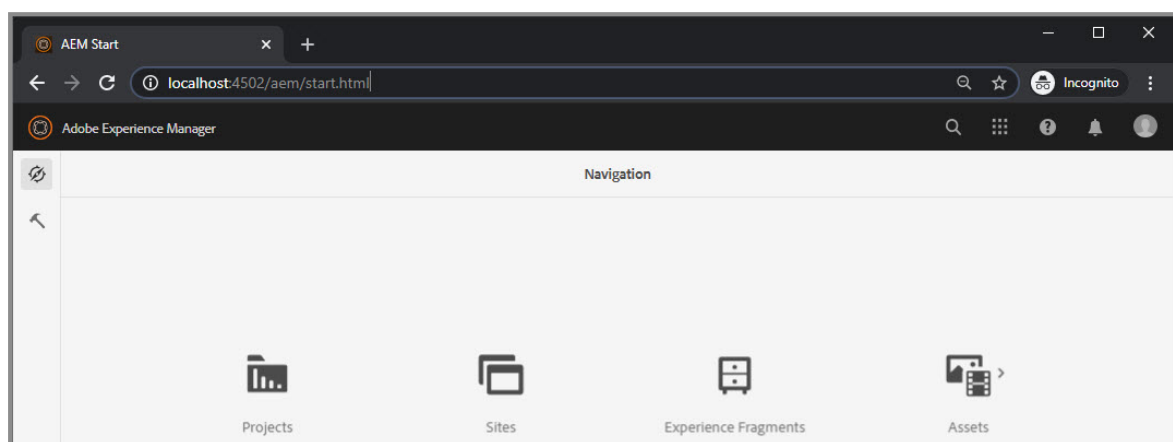 AEM Start
localhost:4502/aem/start.html
Incognito
Adobe Experience Manager
Navigation
Projects
Sites
Experience Fragments
Assets